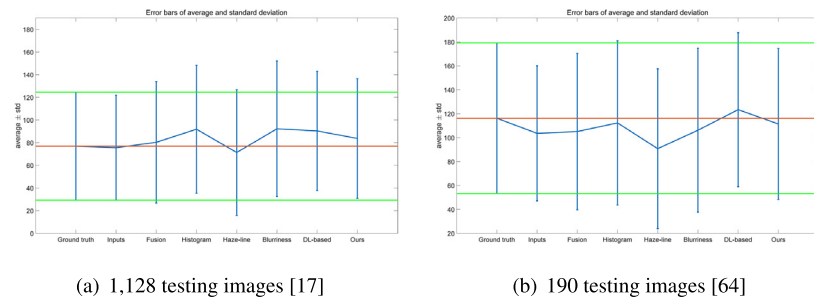 Error bars of average and standard deviation
180
160
140
120
100
80
60
40
20
0
average ± std
Ground truth Inputs Fusion Histogram Haze-line Blurriness DL-based Ours
(a) 1,128 testing images [17]
Error bars of average and standard deviation
200
180
160
140
120
100
80
60
40
20
average ± std
Ground truth Inputs Fusion Histogram Haze-line Blurriness DL-based Ours
(b) 190 testing images [64]